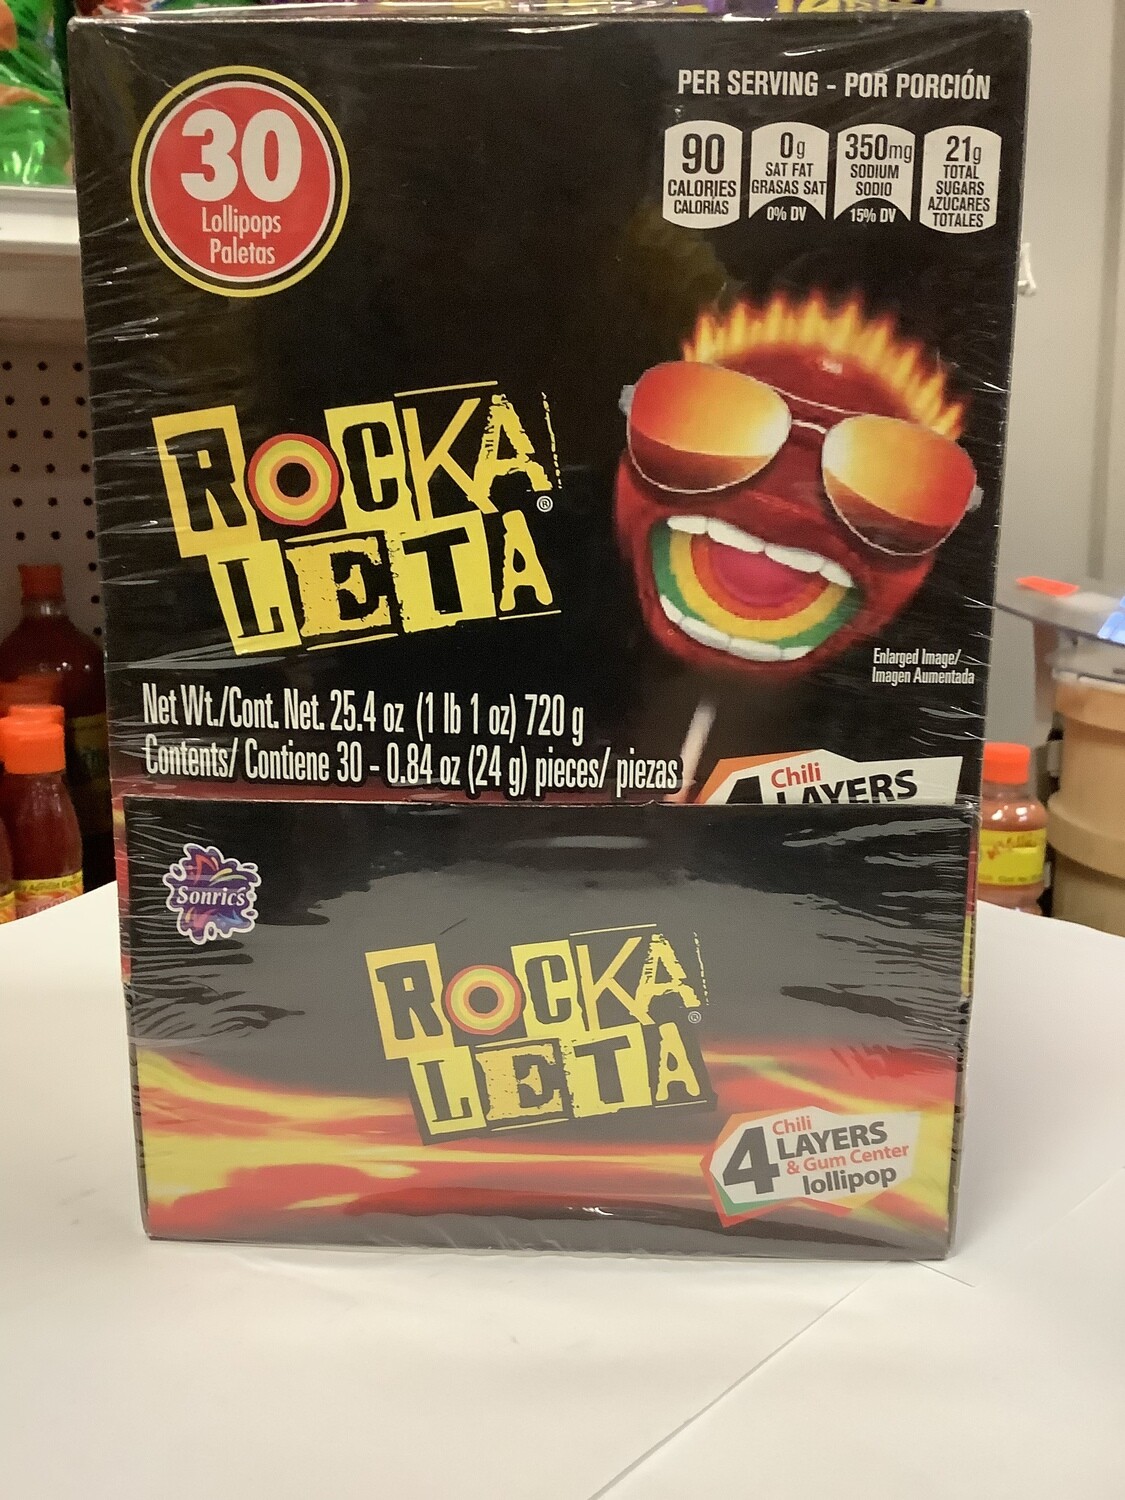 30
Lollipops
Paletas
PER SERVING - POR PORCIÓN
90
CALORIES
CALORÍAS
0g
SAT FAT
GRASAS SAT
0% DV
350mg
SODIUM
SODIO
15% DV
21g
TOTAL
SUGARS
AZÚCARES
TOTALES
ROCKA
LETA®
Enlarged Image/
Imagen Aumentada
Net Wt./Cont. Net. 25.4 oz (1 lb 1 oz) 720 g
Contents/ Contiene 30 - 0.84 oz (24 g) pieces/ piezas
4 Chili
LAYERS
Sonric's
ROCKA
LETA®
4 Chili
LAYERS
& Gum Center
lollipop